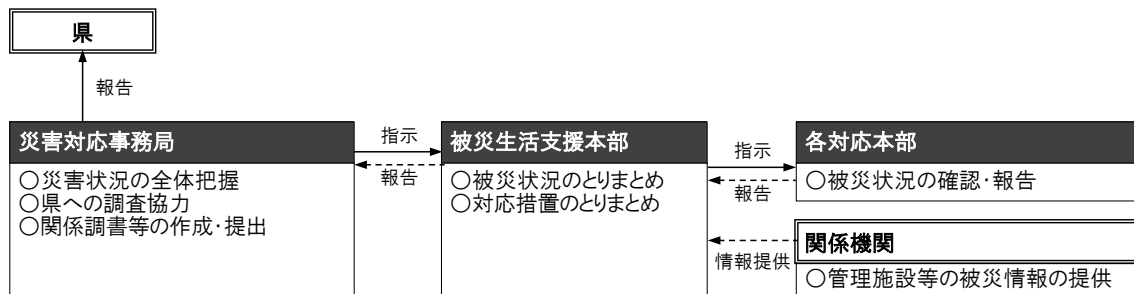 県
報告
災害対応事務局
○災害状況の全体把握
○県への調査協力
○関係調書等の作成・提出
指示
報告
被災生活支援本部
○被災状況のとりまとめ
○対応措置のとりまとめ
指示
報告
各対応本部
○被災状況の確認・報告
情報提供
関係機関
○管理施設等の被災情報の提供